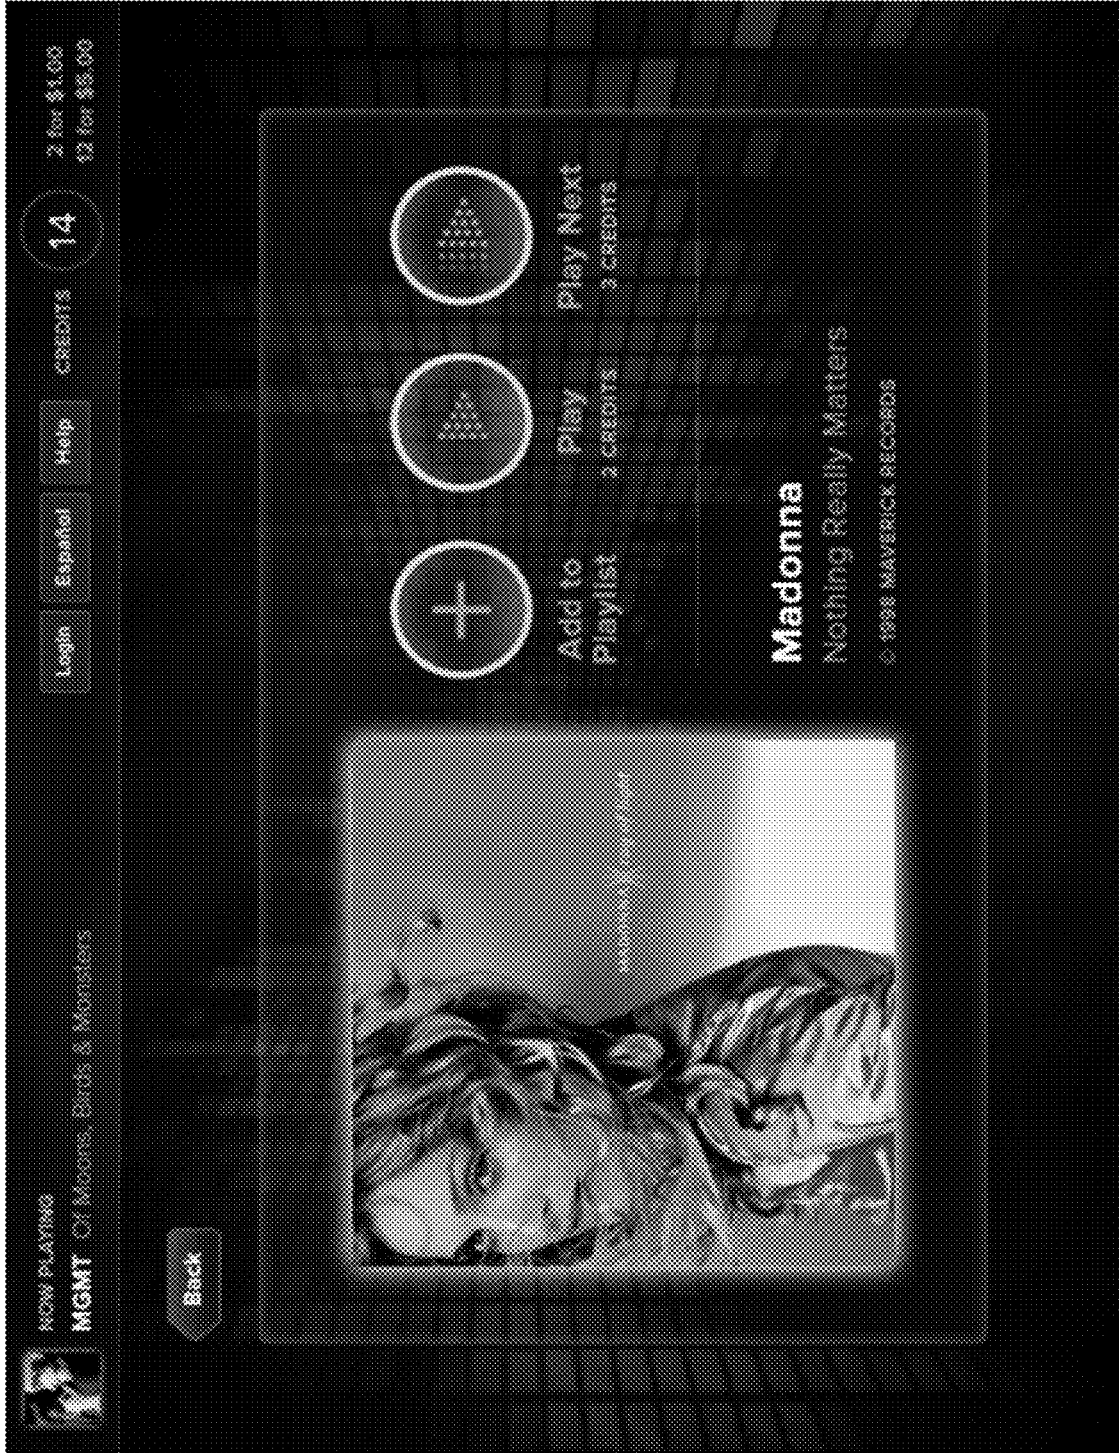 NOW PLAYING
MGMT Of Moons, Birds & Monsters
Login
Español
Help
CREDITS
14
2 for $1.00
12 for $5.00
Back
Add to
Playlist
Play
2 CREDITS
Play Next
3 CREDITS
Madonna
Nothing Really Matters
© 1998 MAVERICK RECORDS